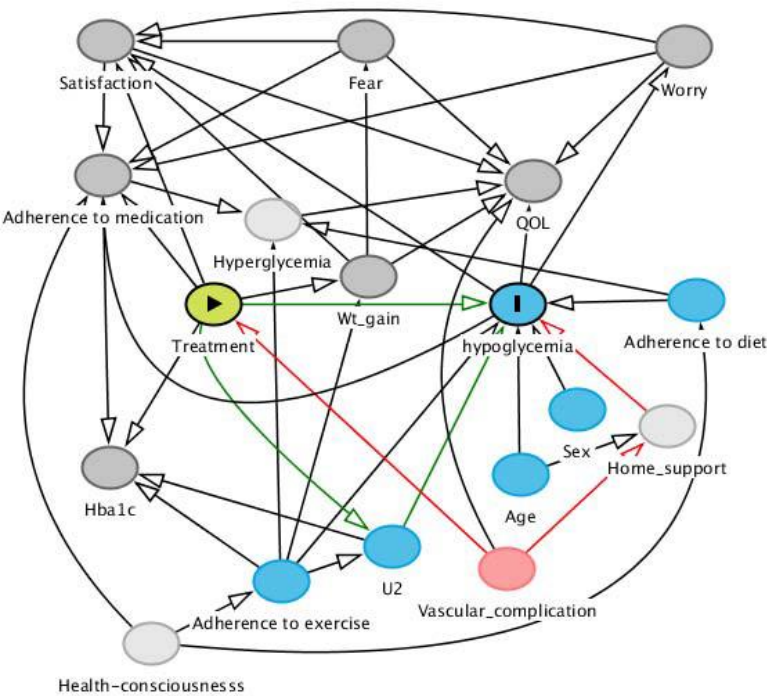 Satisfaction
Fear
Worry
Adherence to medication
QOL
Hyperglycemia
Treatment
Wt_gain
hypoglycemia
Adherence to diet
Sex
Home_support
Hba1c
Age
U2
Adherence to exercise
Vascular_complication
Health-consciousnesss